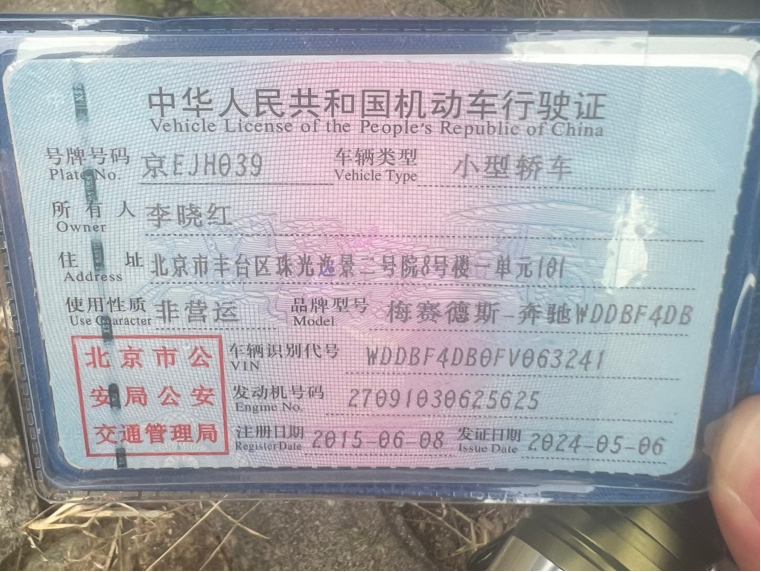 中华人民共和国机动车行驶证
Vehicle License of the People's Republic of China
号牌号码 京EJH039 车辆类型 小型轿车
Plate No. Vehicle Type
所有人 李晓红
Owner
住址 北京市丰台区珠光逸景二号院8号楼一单元101
Address
使用性质 非营运 品牌型号 梅赛德斯-奔驰WDDBF4DB
Use Character Model
北京市公 车辆识别代号 WDDBF4DB0FV063241
VIN
安局公安 发动机号码 27091030625625
Engine No.
交通管理局 注册日期 2015-06-08 发证日期 2024-05-06
Register Date Issue Date